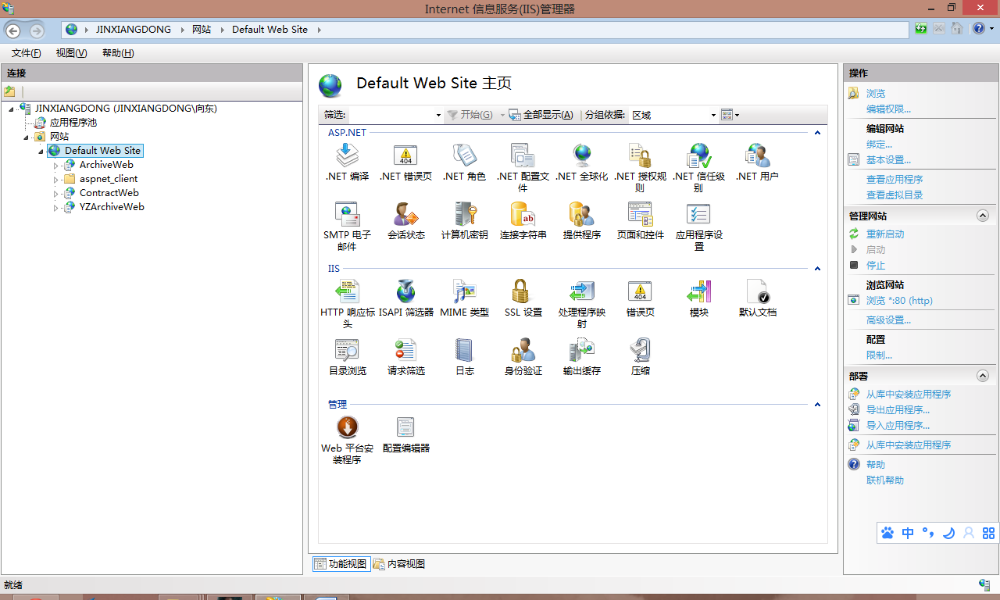 Internet 信息服务(IIS)管理器
JINXIANGDONG 网站 Default Web Site
文件(F) 视图(V) 帮助(H)
连接
JINXIANGDONG (JINXIANGDONG\向东)
应用程序池
网站
Default Web Site
ArchiveWeb
aspnet_client
ContractWeb
YZArchiveWeb
Default Web Site 主页
筛选: 开始(G) 全部显示(A) 分组依据: 区域
ASP.NET
.NET 编译 .NET 错误页 .NET 角色 .NET 配置文 .NET 全球化 .NET 授权规 .NET 信任级 .NET 用户
件 则 别
SMTP 电子 会话状态 计算机密钥 连接字符串 提供程序 页面和控件 应用程序设
邮件 置
IIS
HTTP 响应标 ISAPI 筛选器 MIME 类型 SSL 设置 处理程序映 错误页 模块 默认文档
头 射
目录浏览 请求筛选 日志 身份验证 输出缓存 压缩
管理
Web 平台安 配置编辑器
装程序
功能视图 内容视图
操作
浏览
编辑权限...
编辑网站
绑定...
基本设置...
查看应用程序
查看虚拟目录
管理网站
重新启动
启动
停止
浏览网站
浏览 *:80 (http)
高级设置...
配置
限制...
部署
从库中安装应用程序
导出应用程序...
导入应用程序...
从库中安装应用程序
帮助
联机帮助
中
就绪